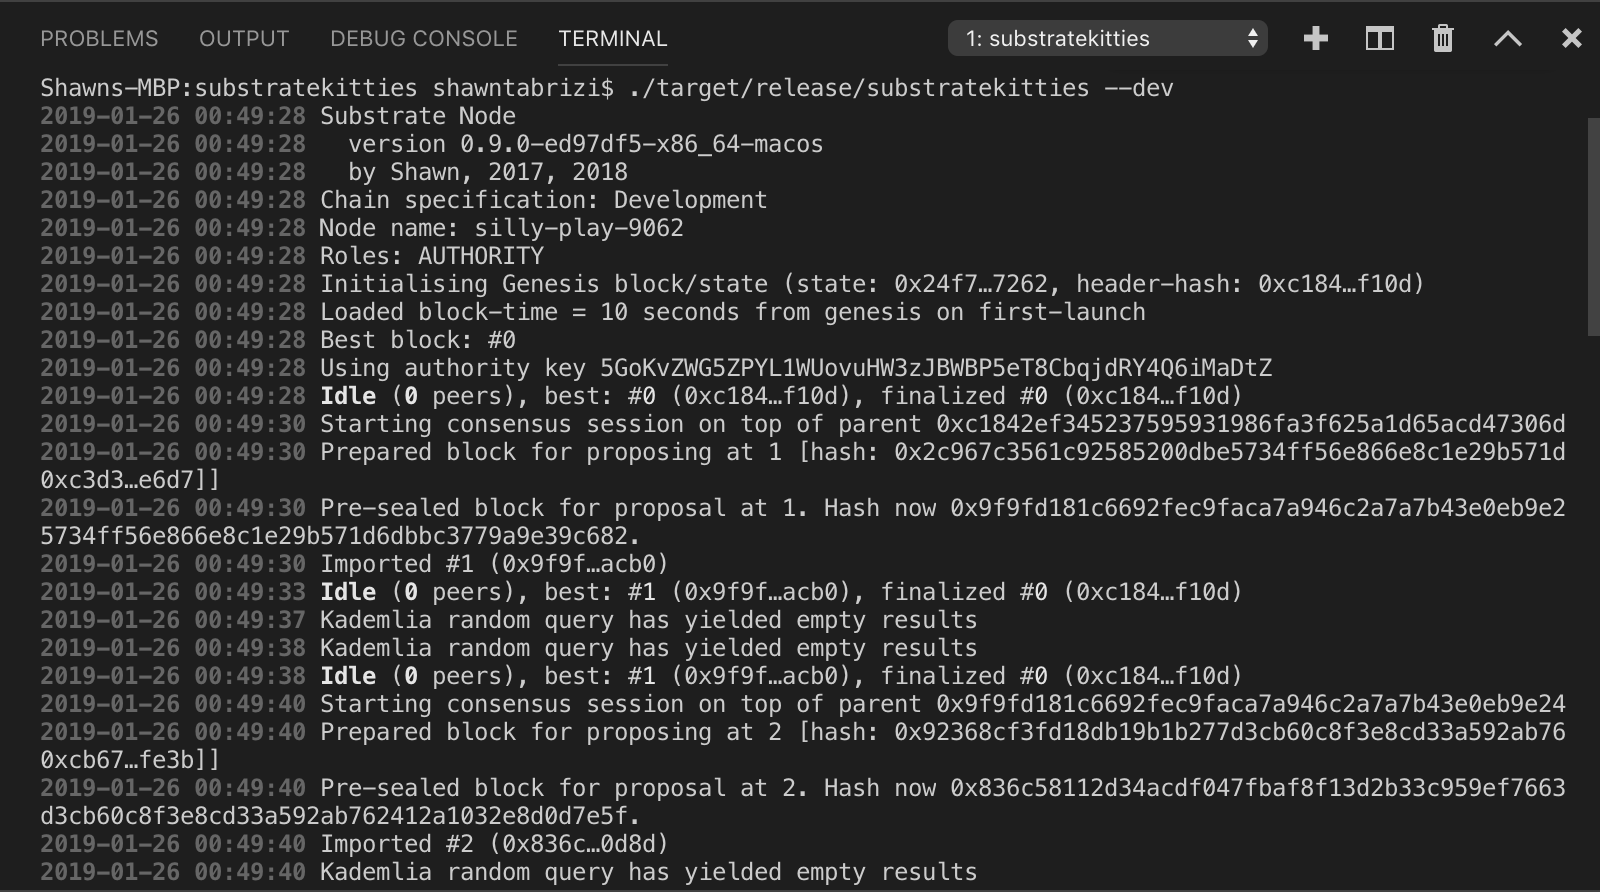 PROBLEMS OUTPUT DEBUG CONSOLE TERMINAL 1: substratekitties
Shawns-MBP:substratekitties shawntabrizi$ ./target/release/substratekitties --dev
2019-01-26 00:49:28 Substrate Node
2019-01-26 00:49:28   version 0.9.0-ed97df5-x86_64-macos
2019-01-26 00:49:28   by Shawn, 2017, 2018
2019-01-26 00:49:28 Chain specification: Development
2019-01-26 00:49:28 Node name: silly-play-9062
2019-01-26 00:49:28 Roles: AUTHORITY
2019-01-26 00:49:28 Initialising Genesis block/state (state: 0x24f7…7262, header-hash: 0xc184…f10d)
2019-01-26 00:49:28 Loaded block-time = 10 seconds from genesis on first-launch
2019-01-26 00:49:28 Best block: #0
2019-01-26 00:49:28 Using authority key 5GoKvZWG5ZPYL1WUovuHW3zJBWBP5eT8CbqjdRY4Q6iMaDtZ
2019-01-26 00:49:28 Idle (0 peers), best: #0 (0xc184…f10d), finalized #0 (0xc184…f10d)
2019-01-26 00:49:30 Starting consensus session on top of parent 0xc1842ef345237595931986fa3f625a1d65acd47306d
2019-01-26 00:49:30 Prepared block for proposing at 1 [hash: 0x2c967c3561c92585200dbe5734ff56e866e8c1e29b571d
0xc3d3…e6d7]]
2019-01-26 00:49:30 Pre-sealed block for proposal at 1. Hash now 0x9f9fd181c6692fec9faca7a946c2a7a7b43e0eb9e2
5734ff56e866e8c1e29b571d6dbbc3779a9e39c682.
2019-01-26 00:49:30 Imported #1 (0x9f9f…acb0)
2019-01-26 00:49:33 Idle (0 peers), best: #1 (0x9f9f…acb0), finalized #0 (0xc184…f10d)
2019-01-26 00:49:37 Kademlia random query has yielded empty results
2019-01-26 00:49:38 Kademlia random query has yielded empty results
2019-01-26 00:49:38 Idle (0 peers), best: #1 (0x9f9f…acb0), finalized #0 (0xc184…f10d)
2019-01-26 00:49:40 Starting consensus session on top of parent 0x9f9fd181c6692fec9faca7a946c2a7a7b43e0eb9e24
2019-01-26 00:49:40 Prepared block for proposing at 2 [hash: 0x92368cf3fd18db19b1b277d3cb60c8f3e8cd33a592ab76
0xcb67…fe3b]]
2019-01-26 00:49:40 Pre-sealed block for proposal at 2. Hash now 0x836c58112d34acdf047fbaf8f13d2b33c959ef7663
d3cb60c8f3e8cd33a592ab762412a1032e8d0d7e5f.
2019-01-26 00:49:40 Imported #2 (0x836c…0d8d)
2019-01-26 00:49:40 Kademlia random query has yielded empty results